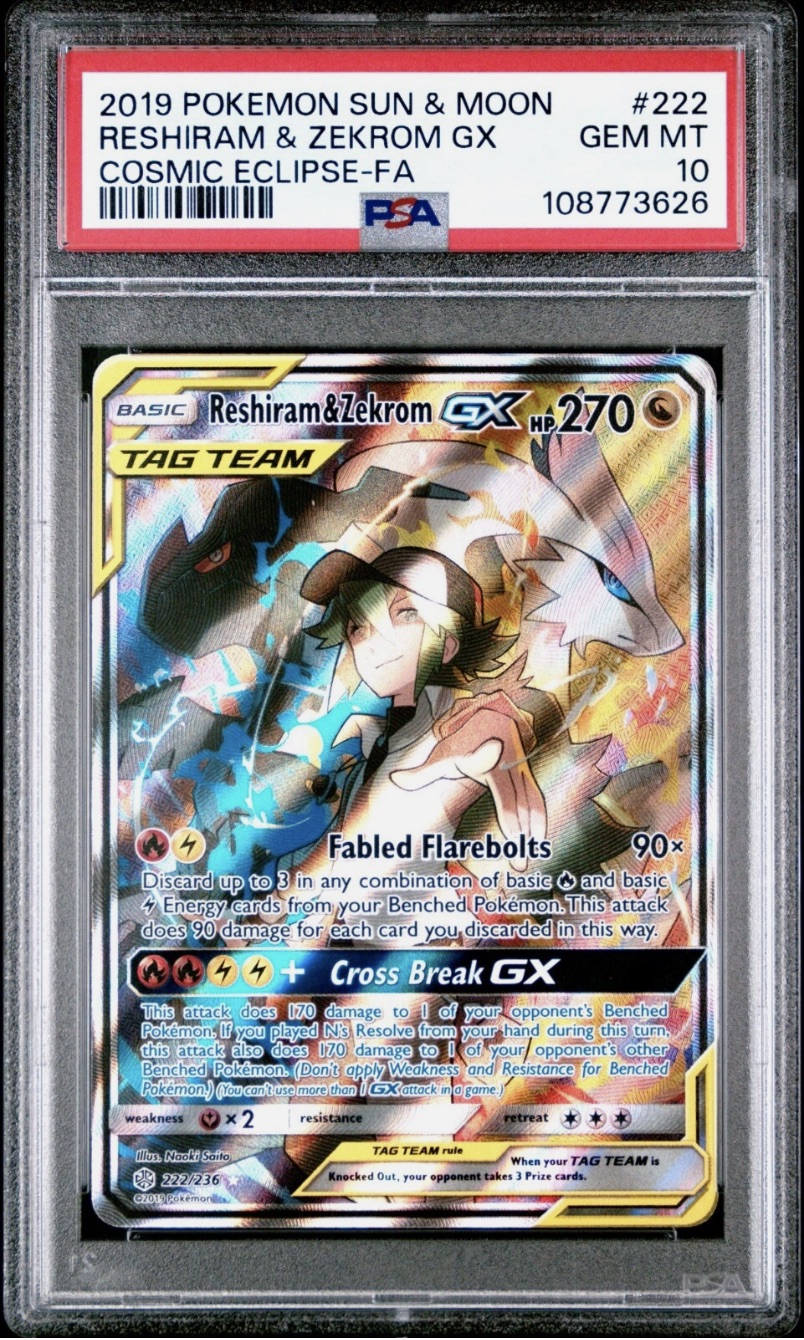 2019 POKEMON SUN & MOON #222
RESHIRAM & ZEKROM GX GEM MT
COSMIC ECLIPSE-FA 10
PSA 108773626
BASIC Reshiram&Zekrom GX HP270
TAG TEAM
Fabled Flarebolts 90×
Discard up to 3 in any combination of basic and basic
Energy cards from your Benched Pokémon. This attack
does 90 damage for each card you discarded in this way.
+ Cross Break GX
This attack does 170 damage to 1 of your opponent's Benched
Pokémon. If you played N's Resolve from your hand during this turn,
this attack also does 170 damage to 1 of your opponent's other
Benched Pokémon. (Don't apply Weakness and Resistance for Benched
Pokémon.) (You can't use more than 1 GX attack in a game.)
weakness ×2 resistance retreat
Illus. Naoki Saito
222/236
©2019 Pokémon
TAG TEAM rule
When your TAG TEAM is
Knocked Out, your opponent takes 3 Prize cards.
PSA